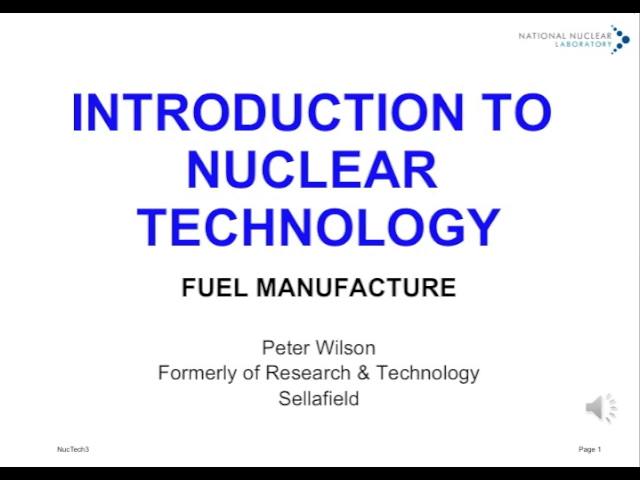 NATIONAL NUCLEAR
LABORATORY
INTRODUCTION TO
NUCLEAR
TECHNOLOGY
FUEL MANUFACTURE
Peter Wilson
Formerly of Research & Technology
Sellafield
NucTech3
Page 1